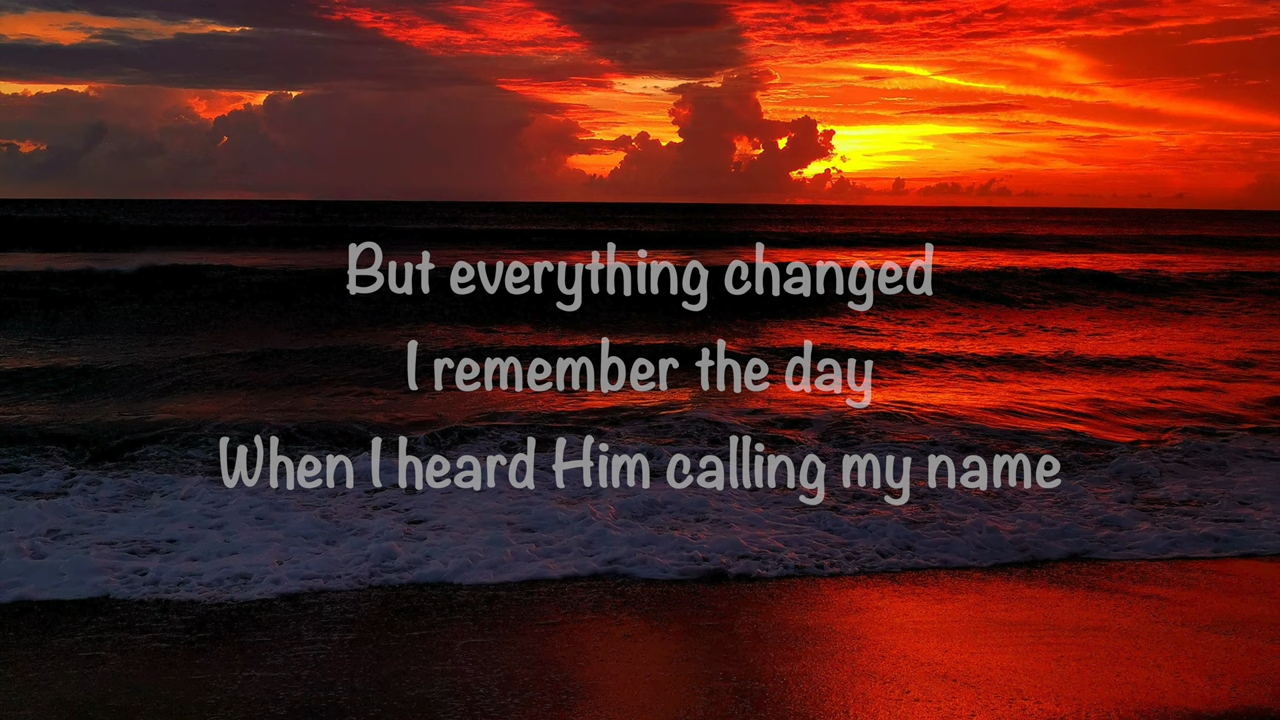 But everything changed
I remember the day
When I heard Him calling my name